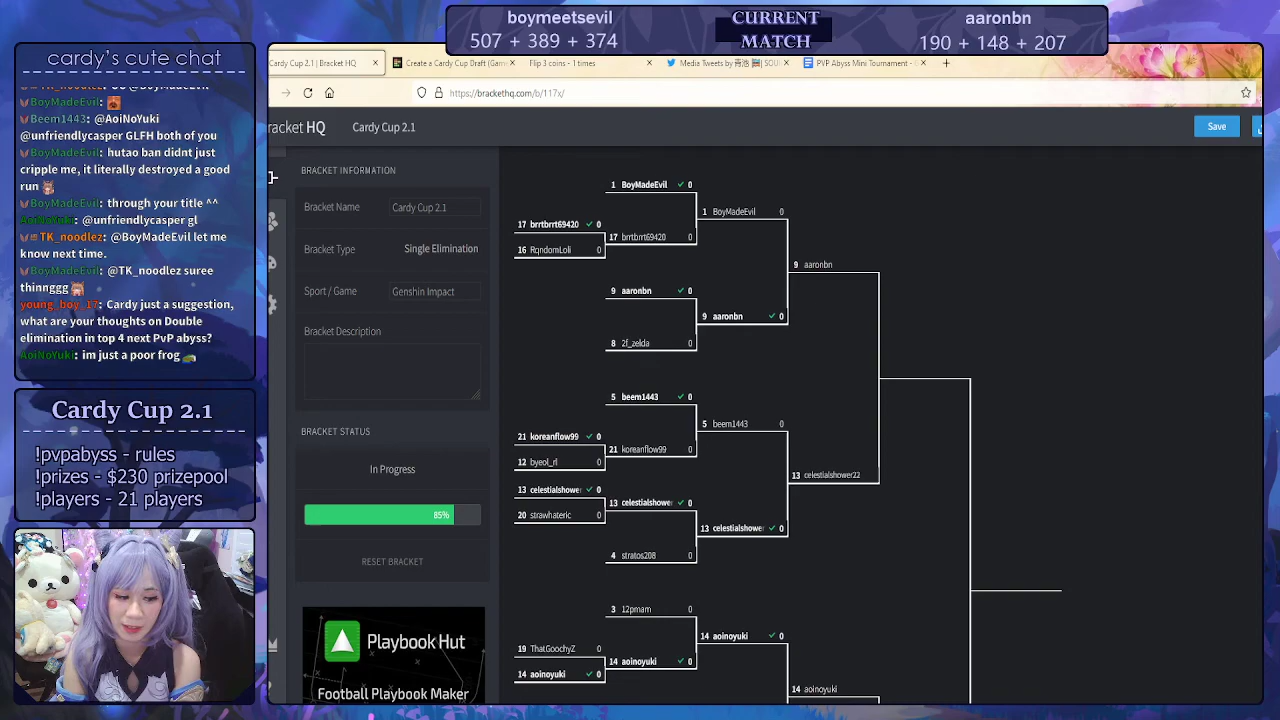 boymeetsevil
507 + 389 + 374
CURRENT
MATCH
aaronbn
190 + 148 + 207
cardy's cute chat
BoyMadeEvil:
Beem1443: @AoiNoYuki
@unfriendlycasper GLFH both of you
BoyMadeEvil: hutao ban didnt just
cripple me, it literally destroyed a good
run
BoyMadeEvil: through your title ^^
AoiNoYuki: @unfriendlycasper gl
TK_noodlez: @BoyMadeEvil let me
know next time.
BoyMadeEvil: @TK_noodlez suree
thinnggg
young_boy_17: Cardy just a suggestion,
what are your thoughts on Double
elimination in top 4 next PvP abyss?
AoiNoYuki: im just a poor frog
Cardy Cup 2.1
!pvpabyss - rules
!prizes - $230 prizepool
!players - 21 players
Cardy Cup 2.1 | Bracket HQ
Create a Cardy Cup Draft (Gam
Flip 3 coins - 1 times
Media Tweets by
PVP Abyss Mini Tournament -
https://brackethq.com/b/117x/
racket HQ
Cardy Cup 2.1
Save
BRACKET INFORMATION
Bracket Name
Cardy Cup 2.1
Bracket Type
Single Elimination
Sport / Game
Genshin Impact
Bracket Description
BRACKET STATUS
In Progress
85%
RESET BRACKET
Playbook Hut
Football Playbook Maker
1 BoyMadeEvil 0
17 brrtbrrt69420 0
16 RqndomLoli 0
17 brrtbrrt69420 0
1 BoyMadeEvil 0
9 aaronbn 0
8 2f_zelda 0
9 aaronbn 0
9 aaronbn
5 beem1443 0
21 koreanflow99 0
12 byeol_rl 0
21 koreanflow99 0
5 beem1443 0
13 celestialshower 0
20 strawhateric 0
13 celestialshower 0
4 stratos208 0
13 celestialshower 0
13 celestialshower22
3 12pmam 0
19 ThatGoochyZ 0
14 aoinoyuki 0
14 aoinoyuki 0
14 aoinoyuki 0
14 aoinoyuki